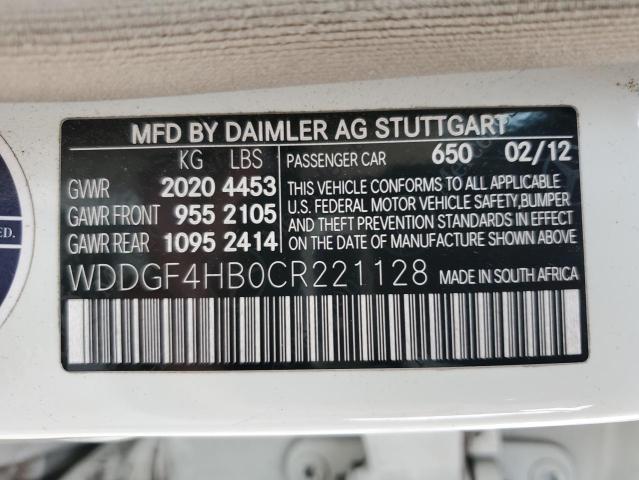 MFD BY DAIMLER AG STUTTGART
KG LBS
GVWR 2020 4453
GAWR FRONT 955 2105
GAWR REAR 1095 2414
PASSENGER CAR 650 02/12
THIS VEHICLE CONFORMS TO ALL APPLICABLE
U.S. FEDERAL MOTOR VEHICLE SAFETY,BUMPER
AND THEFT PREVENTION STANDARDS IN EFFECT
ON THE DATE OF MANUFACTURE SHOWN ABOVE.
WDDGF4HB0CR221128 MADE IN SOUTH AFRICA